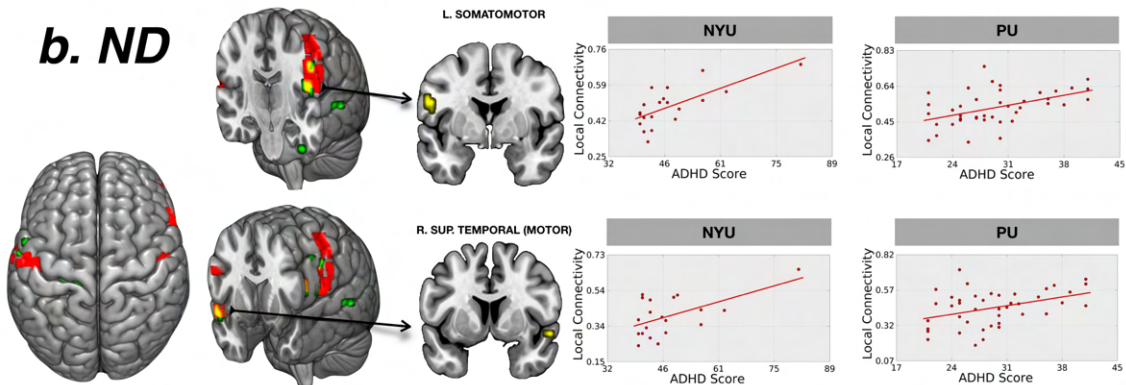 b. ND
L. SOMATOMOTOR
NYU
Local Connectivity
0.76
0.59
0.42
0.25
32
46
61
75
89
ADHD Score
PU
Local Connectivity
0.83
0.64
0.45
0.26
17
24
31
38
45
ADHD Score
R. SUP. TEMPORAL (MOTOR)
NYU
Local Connectivity
0.73
0.54
0.34
0.15
32
46
61
75
89
ADHD Score
PU
Local Connectivity
0.82
0.57
0.32
0.07
17
24
31
38
45
ADHD Score